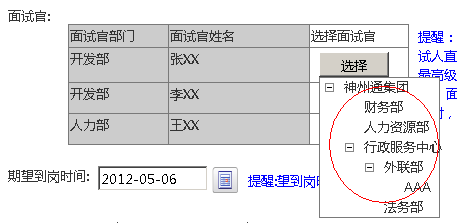 面试官:
面试官部门 面试官姓名 选择面试官
开发部 张XX 选择
开发部 李XX
人力部 王XX
提醒:
试人直
最高级
面
时，
神州通集团
财务部
人力资源部
行政服务中心
外联部
AAA
法务部
期望到岗时间: 2012-05-06 提醒:望到岗时